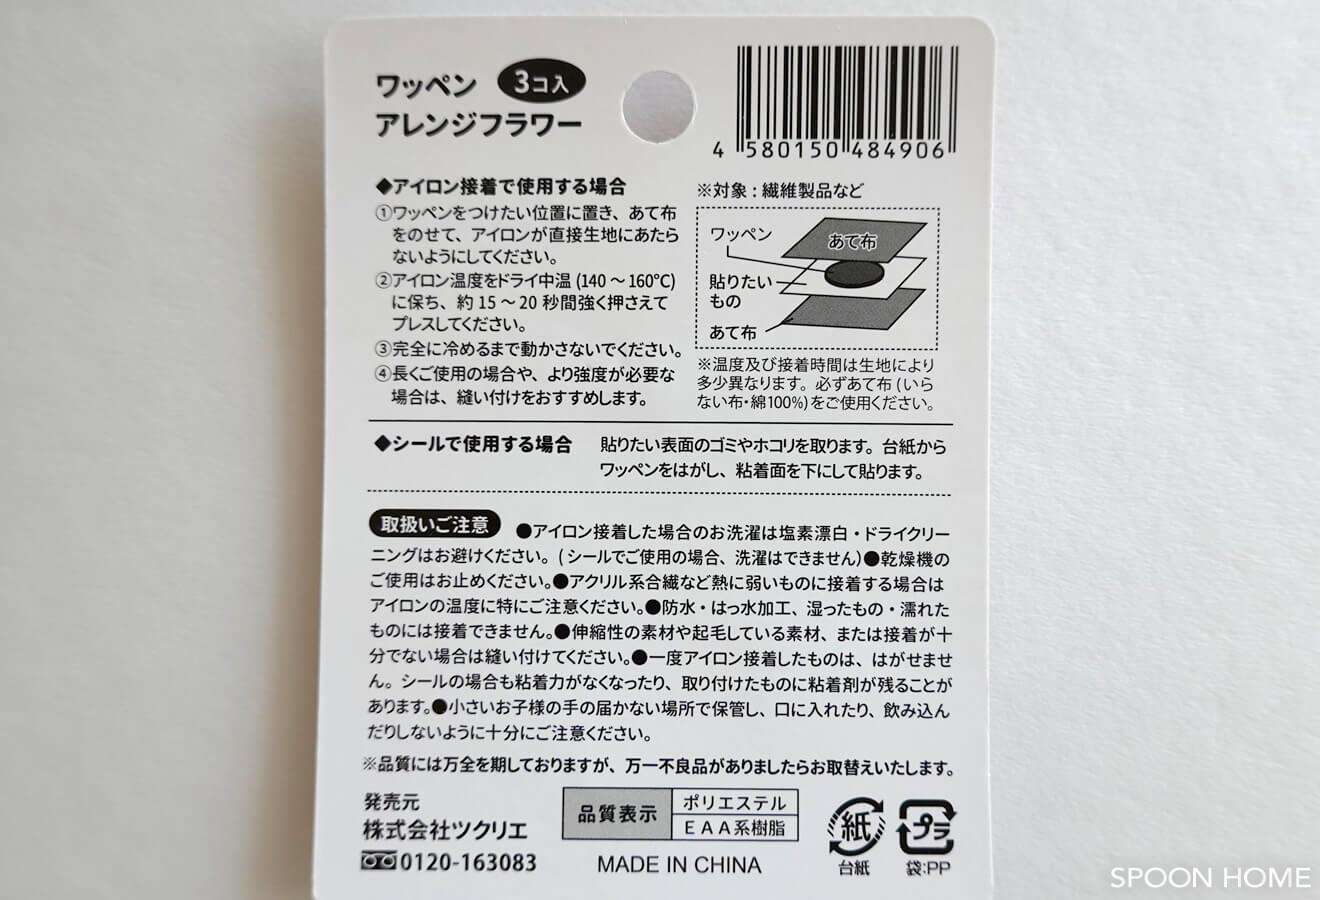 ワッペン 3コ入
アレンジフラワー
4 580150 484906
◆アイロン接着で使用する場合
①ワッペンをつけたい位置に置き、あて布
をのせて、アイロンが直接生地にあたら
ないようにしてください。
②アイロン温度をドライ中温 (140 ～ 160℃)
に保ち、約 15 ～ 20 秒間強く押さえて
プレスしてください。
③完全に冷めるまで動かさないでください。
④長くご使用の場合や、より強度が必要な
場合は、縫い付けをおすすめします。
※対象 : 繊維製品など
ワッペン
あて布
貼りたい
もの
あて布
※温度及び接着時間は生地により
多少異なります。必ずあて布 (いら
ない布・綿100%) をご使用ください。
◆シールで使用する場合 貼りたい表面のゴミやホコリを取ります。台紙から
ワッペンをはがし、粘着面を下にして貼ります。
取扱いご注意 ●アイロン接着した場合のお洗濯は塩素漂白・ドライクリー
ニングはお避けください。( シールでご使用の場合、洗濯はできません)●乾燥機の
ご使用はお止めください。●アクリル系合繊など熱に弱いものに接着する場合は
アイロンの温度に特にご注意ください。●防水・はっ水加工、湿ったもの・濡れた
ものには接着できません。●伸縮性の素材や起毛している素材、または接着が十
分でない場合は縫い付けてください。●一度アイロン接着したものは、はがせませ
ん。シールの場合も粘着力がなくなったり、取り付けたものに粘着剤が残ることが
あります。●小さいお子様の手の届かない場所で保管し、口に入れたり、飲み込ん
だりしないように十分にご注意ください。
※品質には万全を期しておりますが、万一不良品がありましたらお取替えいたします。
発売元
株式会社ツクリエ
0120-163083
品質表示 ポリエステル
EAA系樹脂
MADE IN CHINA
紙
台紙
プラ
袋:PP
SPOON HOME